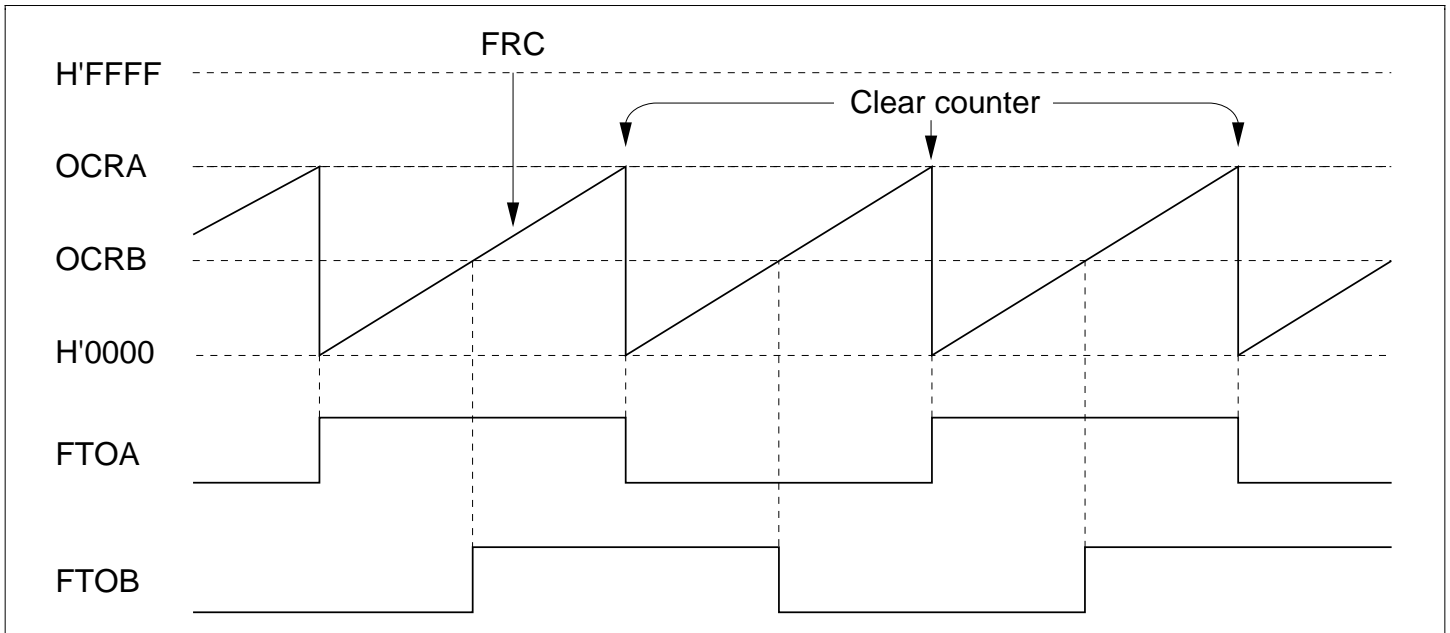 FRC
H'FFFF
Clear counter
OCRA
OCRB
H'0000
FTOA
FTOB